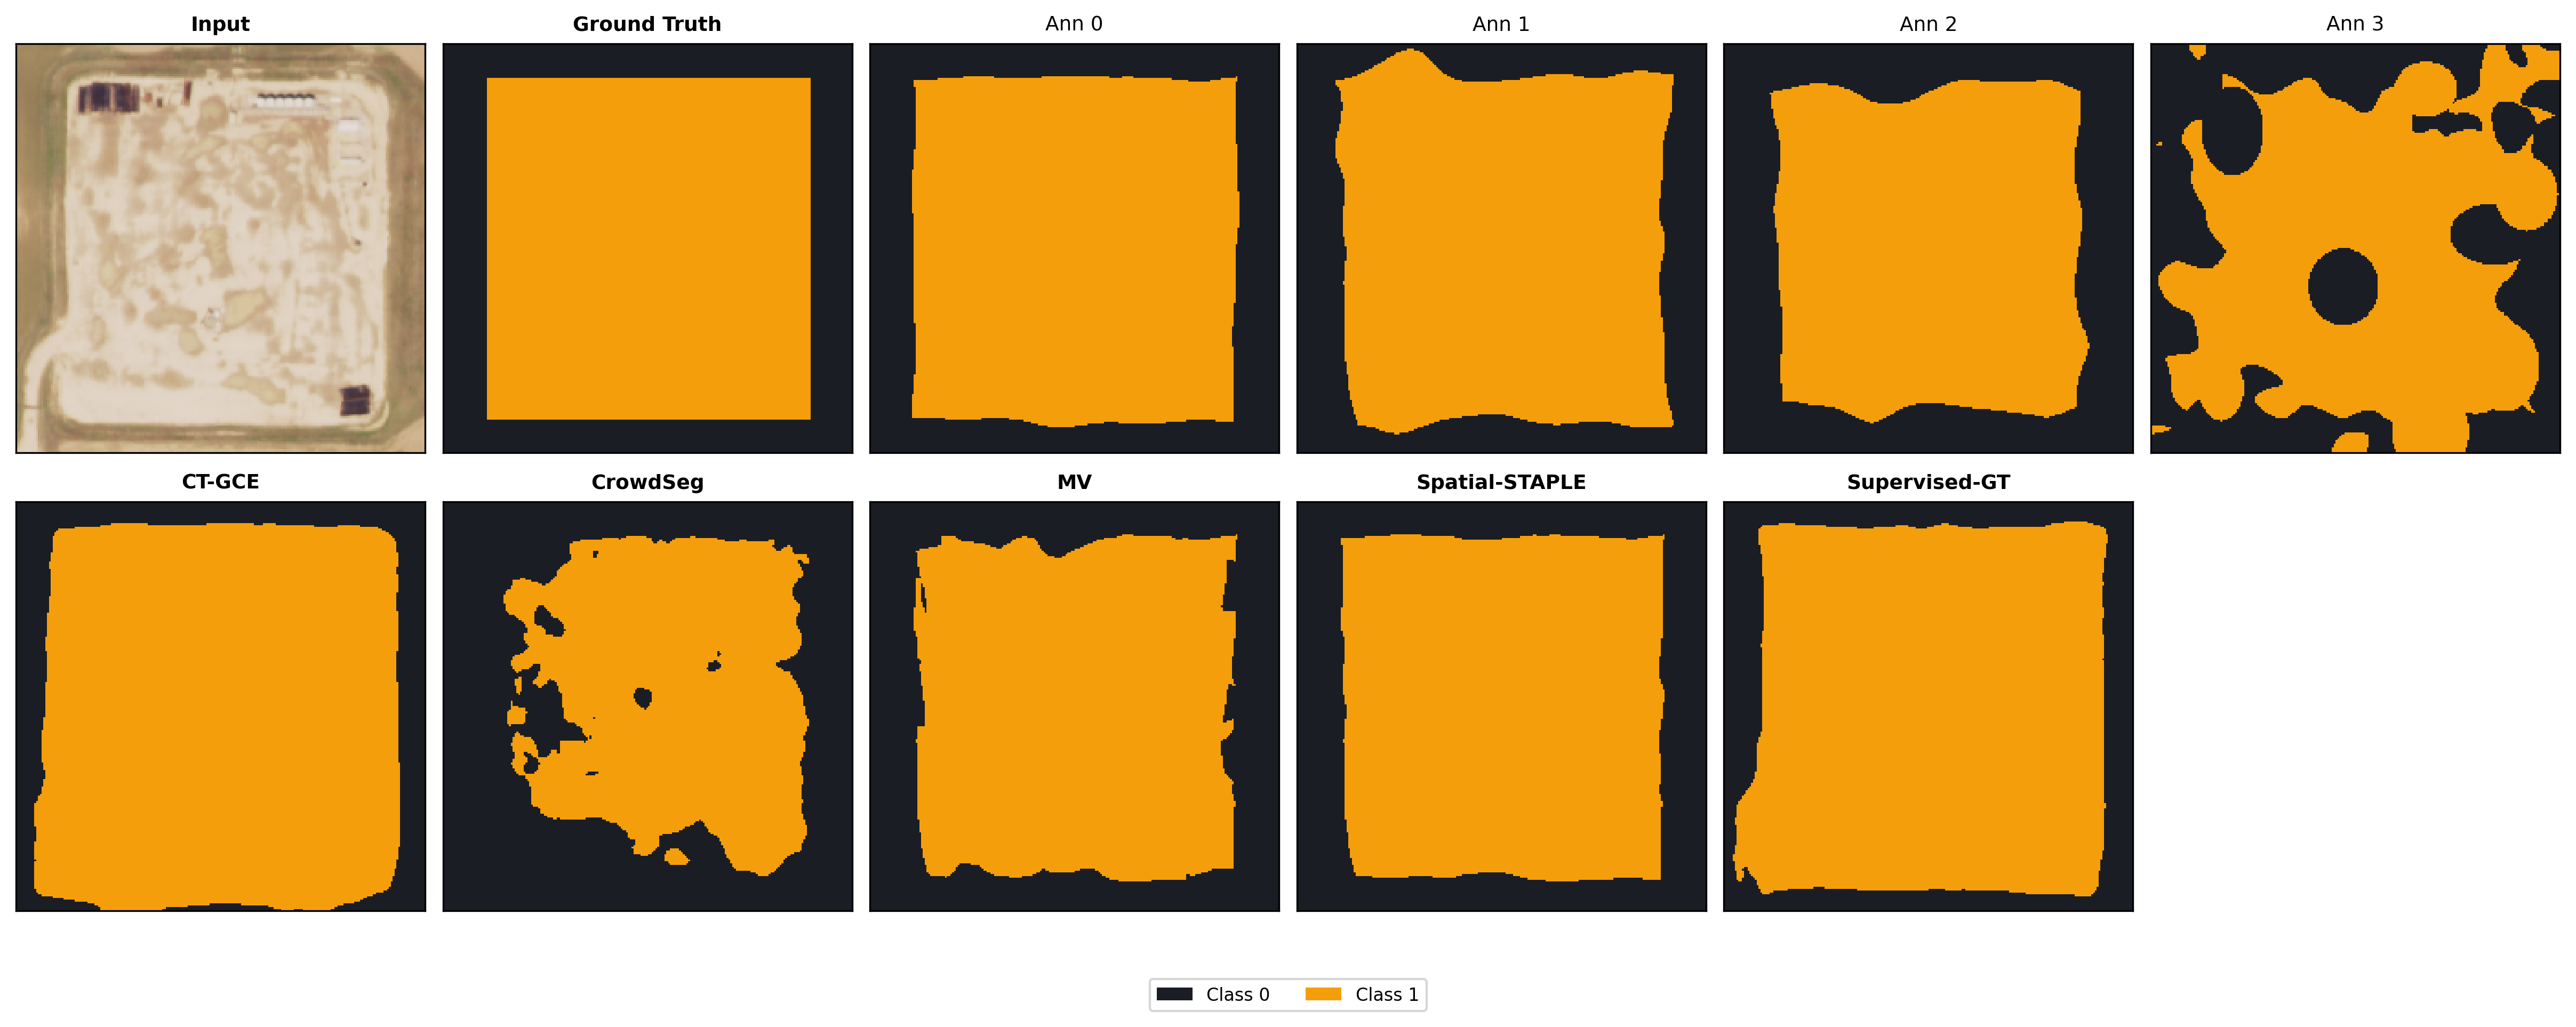 Input Ground Truth Ann 0 Ann 1 Ann 2 Ann 3
CT-GCE CrowdSeg MV Spatial-STAPLE Supervised-GT
Class 0 Class 1